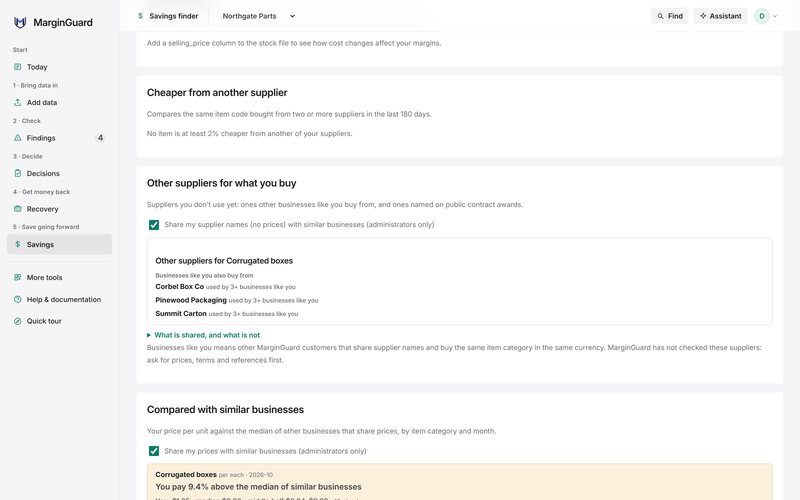 MarginGuard
Start
Today
1 · Bring data in
Add data
2 · Check
Findings 4
3 · Decide
Decisions
4 · Get money back
Recovery
5 · Save going forward
Savings
More tools
Help & documentation
Quick tour
$ Savings finder
Northgate Parts
Find
Assistant
D
Add a selling_price column to the stock file to see how cost changes affect your margins.
Cheaper from another supplier
Compares the same item code bought from two or more suppliers in the last 180 days.
No item is at least 2% cheaper from another of your suppliers.
Other suppliers for what you buy
Suppliers you don't use yet: ones other businesses like you buy from, and ones named on public contract awards.
Share my supplier names (no prices) with similar businesses (administrators only)
Other suppliers for Corrugated boxes
Businesses like you also buy from
Corbel Box Co used by 3+ businesses like you
Pinewood Packaging used by 3+ businesses like you
Summit Carton used by 3+ businesses like you
What is shared, and what is not
Businesses like you means other MarginGuard customers that share supplier names and buy the same item category in the same currency. MarginGuard has not checked these suppliers:
ask for prices, terms and references first.
Compared with similar businesses
Your price per unit against the median of other businesses that share prices, by item category and month.
Share my prices with similar businesses (administrators only)
Corrugated boxes per each · 2026-10
You pay 9.4% above the median of similar businesses